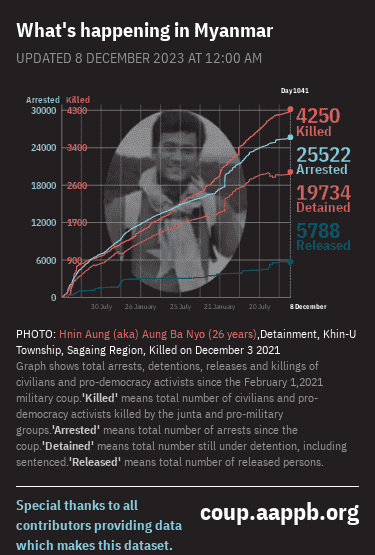 What's happening in Myanmar
UPDATED 8 DECEMBER 2023 AT 12:00 AM
Day1041
Arrested Killed
30000 4300
4250
Killed
24000 3400
25522
Arrested
18000 2600
19734
Detained
12000 1700
5788
Released
6000 900
0
30 July 26 January 25 July 21 January 20 July 8 December
PHOTO: Hnin Aung (aka) Aung Ba Nyo (26 years),Detainment, Khin-U
Township, Sagaing Region, Killed on December 3 2021
Graph shows total arrests, detentions, releases and killings of
civilians and pro-democracy activists since the February 1,2021
military coup.'Killed' means total number of civilians and pro-
democracy activists killed by the junta and pro-military
groups.'Arrested' means total number of arrests since the
coup.'Detained' means total number still under detention, including
sentenced.'Released' means total number of released persons.
Special thanks to all
contributors providing data
which makes this dataset.
coup.aappb.org